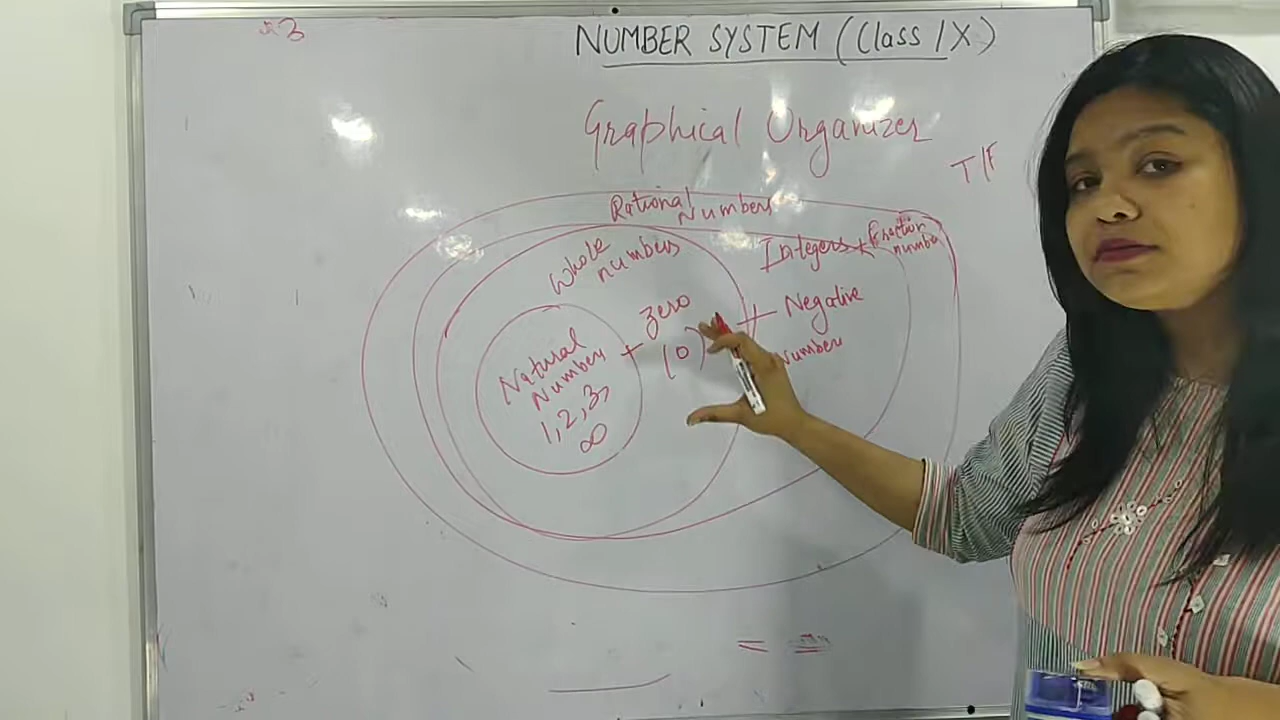 NUMBER SYSTEM (Class IX)
Graphical Organizer
T/F
Rational Numbers
Integers + Fraction number
Whole numbers
Natural Numbers
1, 2, 3,
∞
+ zero
(0)
+ Negative
Number